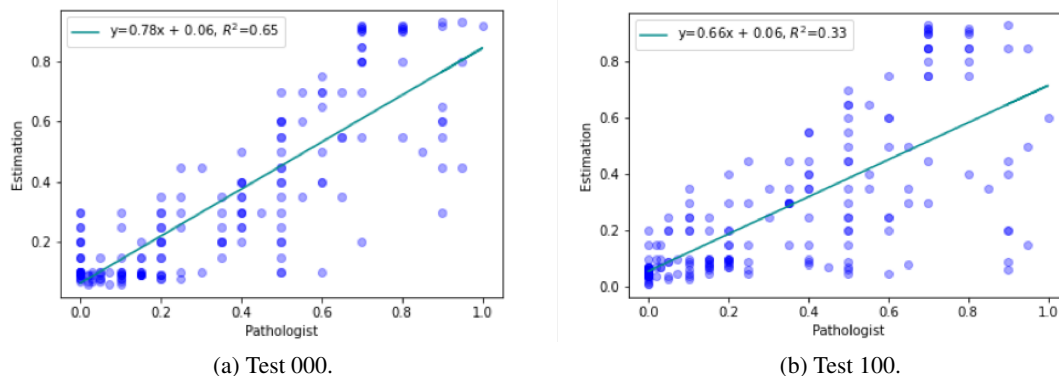 y=0.78x + 0.06, R²=0.65
0.8
0.6
0.4
0.2
Estimation
0.0 0.2 0.4 0.6 0.8 1.0
Pathologist
(a) Test 000.
y=0.66x + 0.06, R²=0.33
0.8
0.6
0.4
0.2
0.0
Estimation
0.0 0.2 0.4 0.6 0.8 1.0
Pathologist
(b) Test 100.